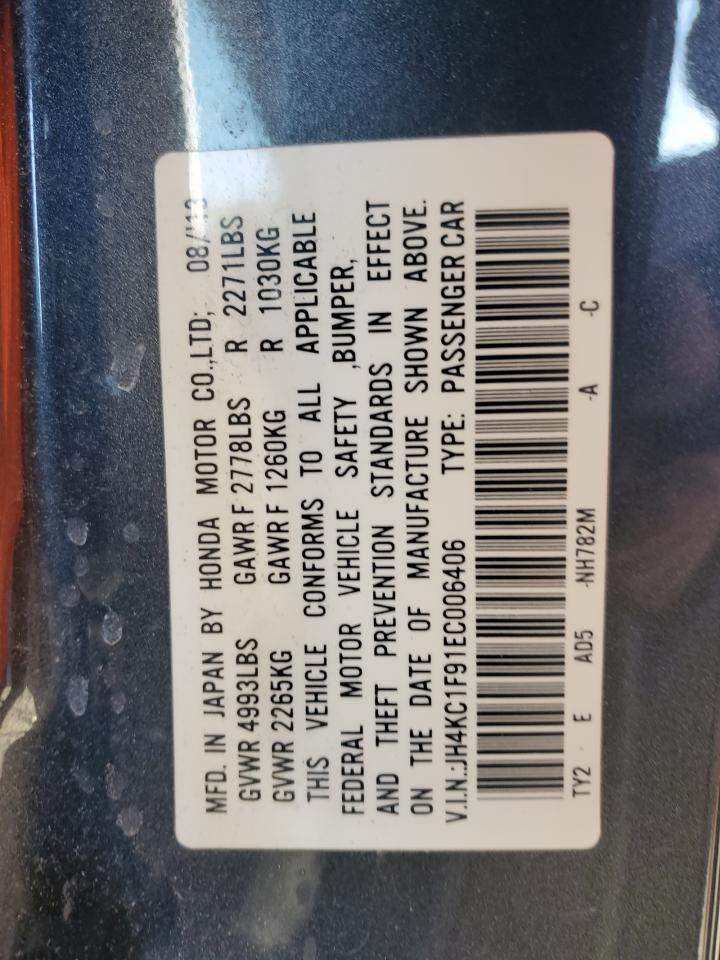 MFD. IN JAPAN BY HONDA MOTOR CO.,LTD; 08/'13
GVWR 4993LBS GAWR F 2778LBS R 2271LBS
GVWR 2265KG GAWR F 1260KG R 1030KG
THIS VEHICLE CONFORMS TO ALL APPLICABLE
FEDERAL MOTOR VEHICLE SAFETY ,BUMPER,
AND THEFT PREVENTION STANDARDS IN EFFECT
ON THE DATE OF MANUFACTURE SHOWN ABOVE.
V.I.N.:JH4KC1F91EC006406 TYPE: PASSENGER CAR
TY2 E AD5 -NH782M -A -C